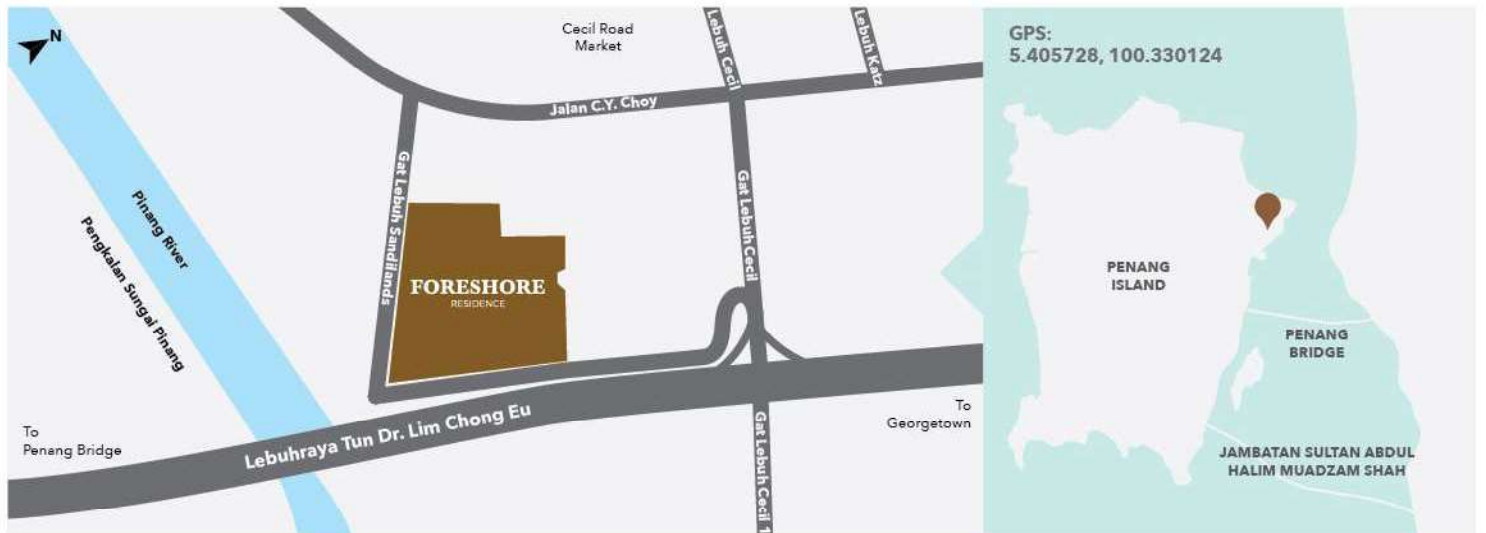 N
Cecil Road
Market
Lebuh Cecil
Lebuh Katz
Jalan C.Y. Choy
Gat Lebuh Sandilands
Gat Lebuh Cecil
Pinang River
Pengkalan Sungai Pinang
FORESHORE
RESIDENCE
To
Penang Bridge
Lebuhraya Tun Dr. Lim Chong Eu
To
Georgetown
Gat Lebuh Cecil 1
GPS:
5.405728, 100.330124
PENANG
ISLAND
PENANG
BRIDGE
JAMBATAN SULTAN ABDUL
HALIM MUADZAM SHAH